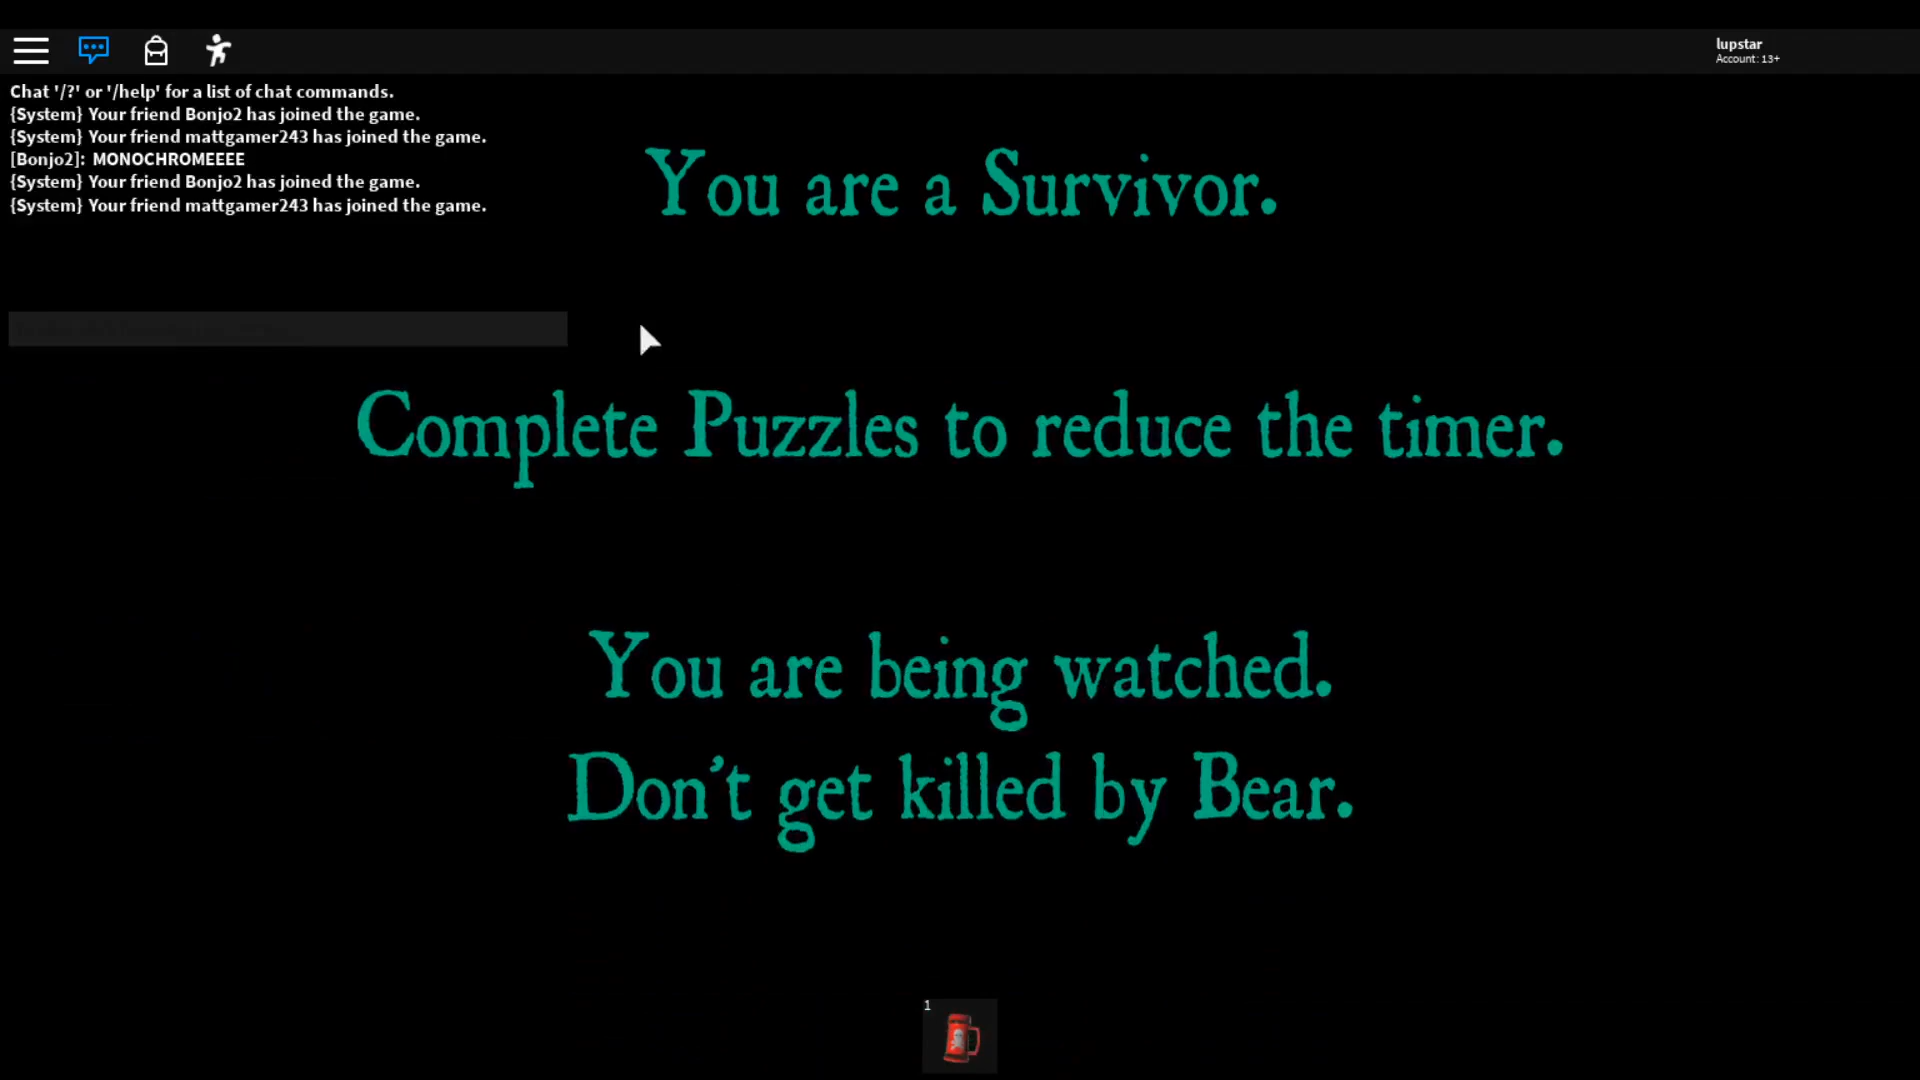 lupstar
Account: 13+
Chat '/?' or '/help' for a list of chat commands.
{System} Your friend Bonjo2 has joined the game.
{System} Your friend mattgamer243 has joined the game.
[Bonjo2]: MONOCHROMEEEE
{System} Your friend Bonjo2 has joined the game.
{System} Your friend mattgamer243 has joined the game.
You are a Survivor.
Complete Puzzles to reduce the timer.
You are being watched.
Don't get killed by Bear.
1